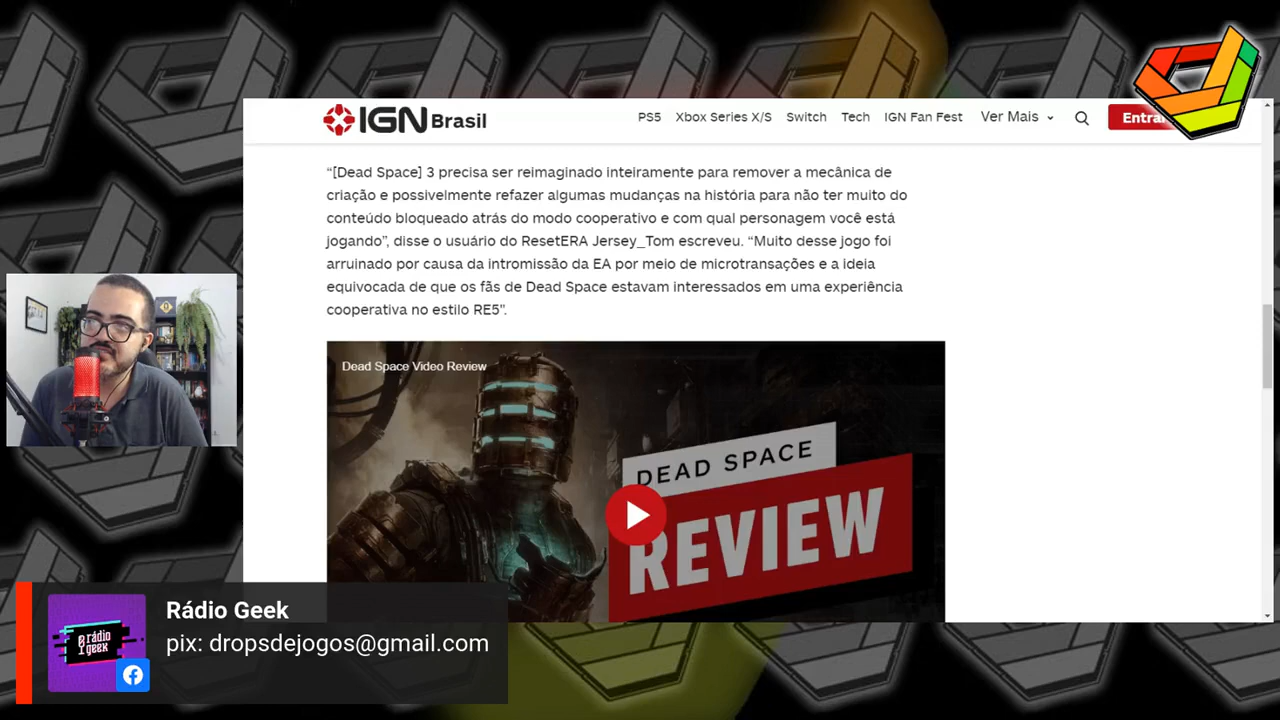 IGN Brasil
PS5 Xbox Series X/S Switch Tech IGN Fan Fest Ver Mais
Entra
“[Dead Space] 3 precisa ser reimaginado inteiramente para remover a mecânica de
criação e possivelmente refazer algumas mudanças na história para não ter muito do
conteúdo bloqueado atrás do modo cooperativo e com qual personagem você está
jogando”, disse o usuário do ResetERA Jersey_Tom escreveu. “Muito desse jogo foi
arruinado por causa da intromissão da EA por meio de microtransações e a ideia
equivocada de que os fãs de Dead Space estavam interessados em uma experiência
cooperativa no estilo RE5”.
Dead Space Video Review
DEAD SPACE
REVIEW
rádio
geek
Rádio Geek
pix: dropsdejogos@gmail.com